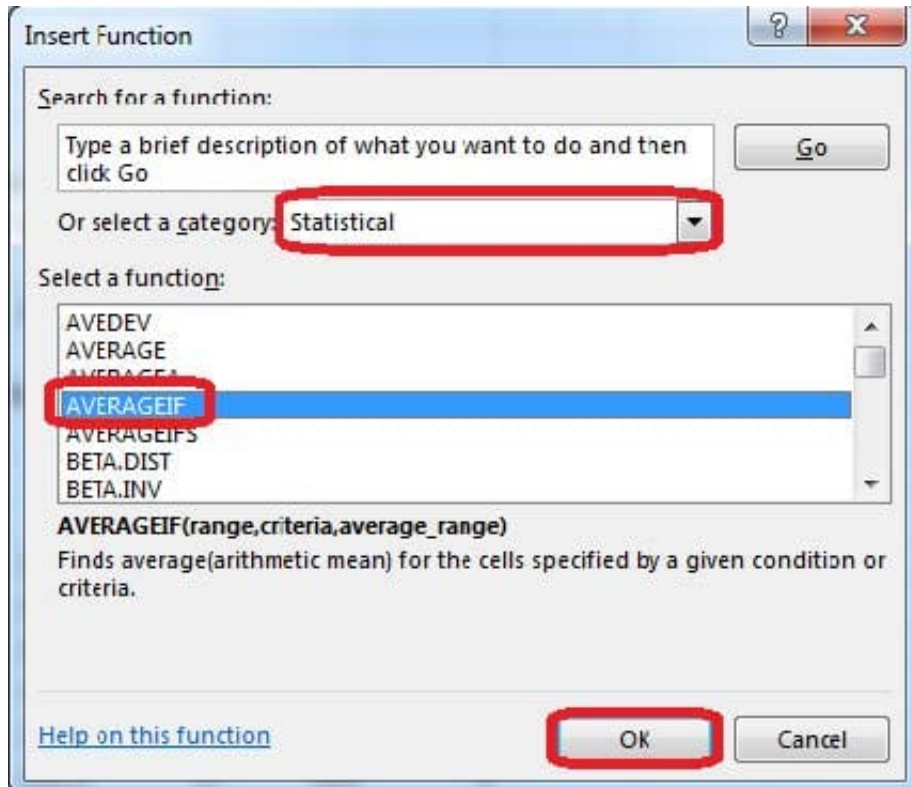 Insert Function
?
Search for a function:
Type a brief description of what you want to do and then
click Go
Go
Or select a category:
Statistical
Select a function:
AVEDEV
AVERAGE
AVERAGEA
AVERAGEIF
AVERAGEIFS
BETA.DIST
BETA.INV
AVERAGEIF(range,criteria,average_range)
Finds average(arithmetic mean) for the cells specified by a given condition or
criteria.
Help on this function
OK
Cancel